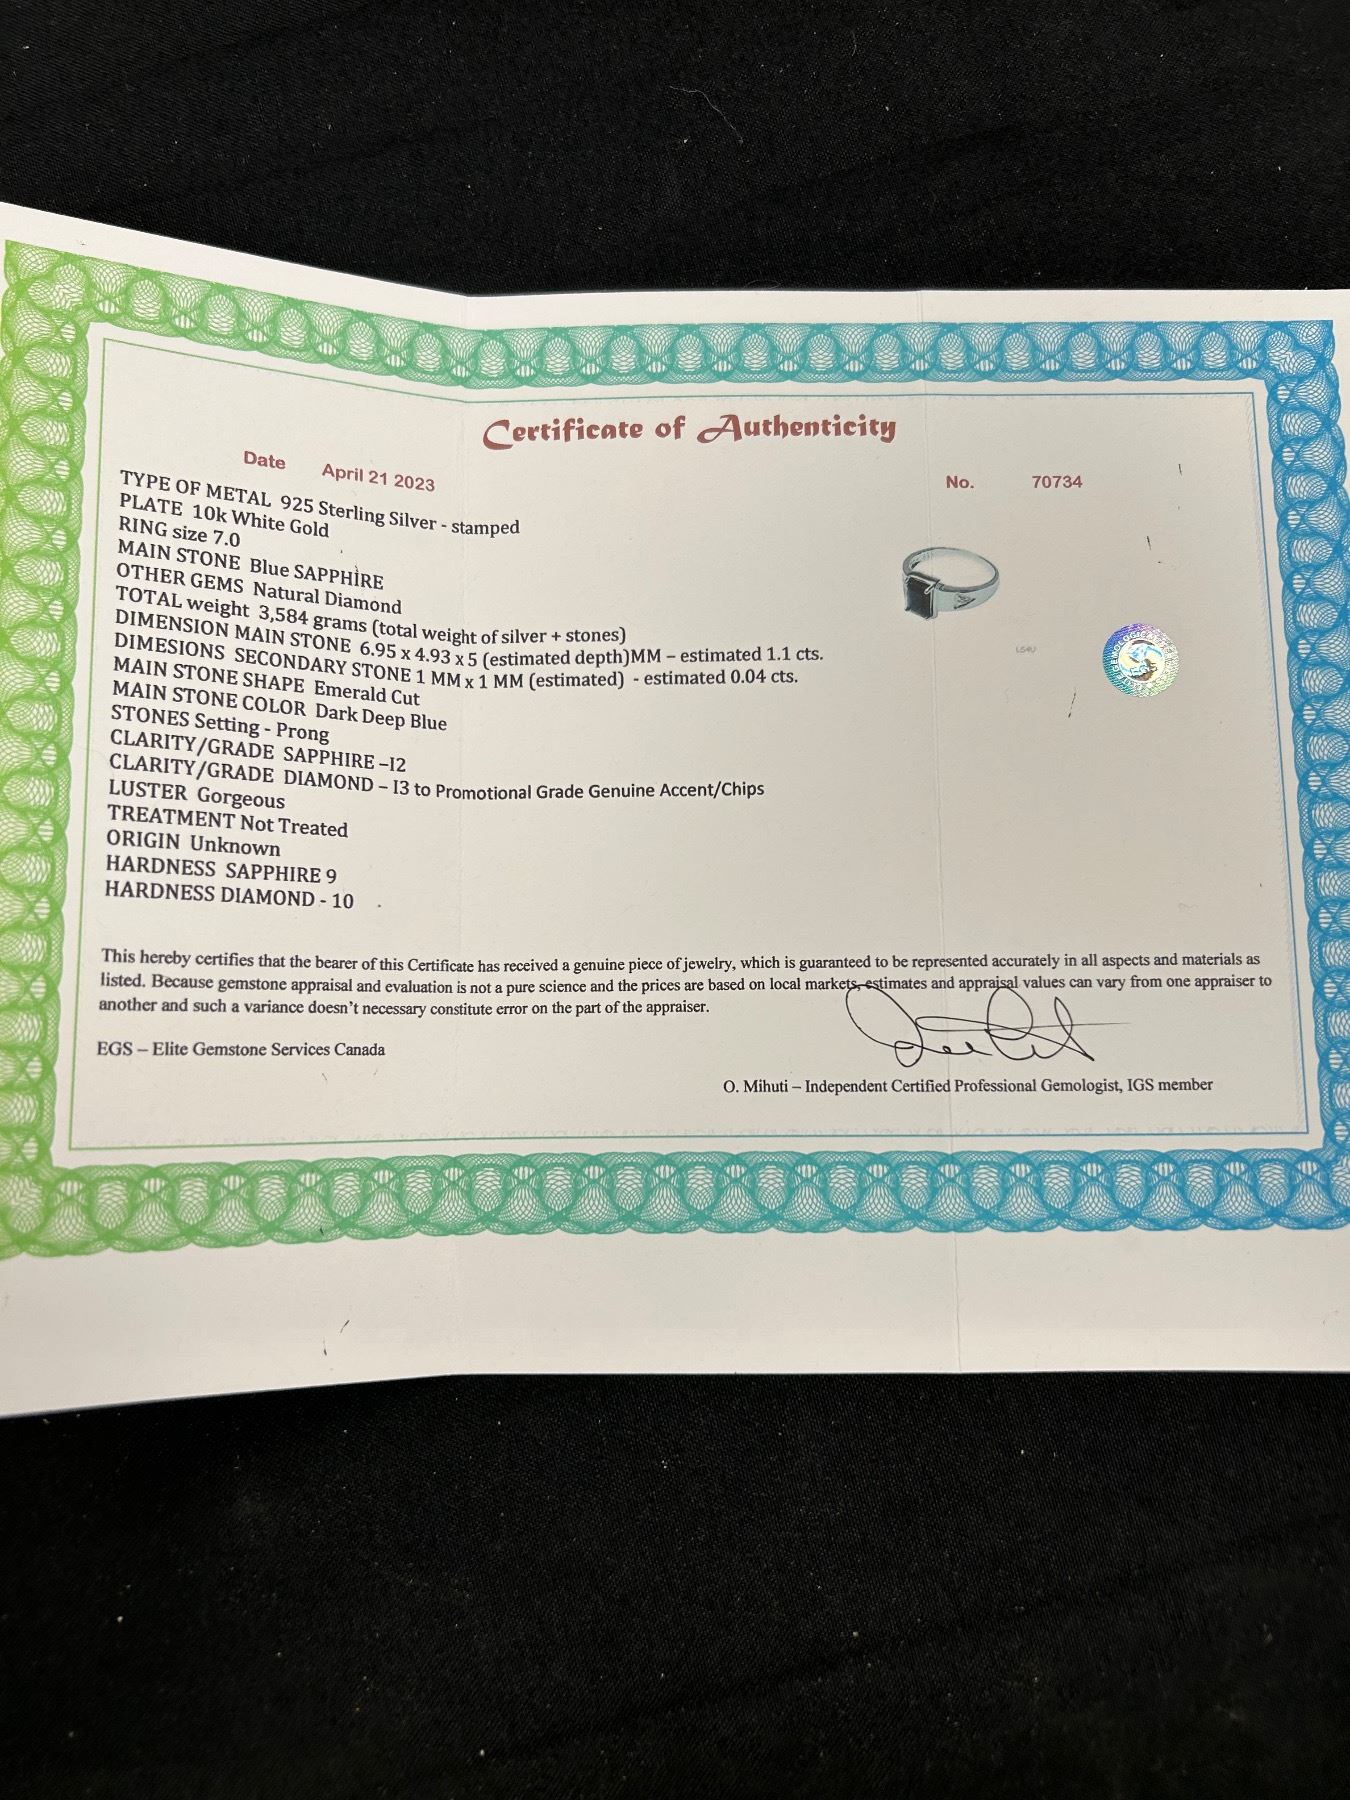 Certificate of Authenticity
Date April 21 2023
No. 70734
TYPE OF METAL 925 Sterling Silver - stamped
PLATE 10k White Gold
RING size 7.0
MAIN STONE Blue SAPPHIRE
OTHER GEMS Natural Diamond
TOTAL weight 3,584 grams (total weight of silver + stones)
DIMENSION MAIN STONE 6.95 x 4.93 x 5 (estimated depth)MM – estimated 1.1 cts.
DIMESIONS SECONDARY STONE 1 MM x 1 MM (estimated) - estimated 0.04 cts.
MAIN STONE SHAPE Emerald Cut
MAIN STONE COLOR Dark Deep Blue
STONES Setting - Prong
CLARITY/GRADE SAPPHIRE –I2
CLARITY/GRADE DIAMOND – I3 to Promotional Grade Genuine Accent/Chips
LUSTER Gorgeous
TREATMENT Not Treated
ORIGIN Unknown
HARDNESS SAPPHIRE 9
HARDNESS DIAMOND - 10
This hereby certifies that the bearer of this Certificate has received a genuine piece of jewelry, which is guaranteed to be represented accurately in all aspects and materials as
listed. Because gemstone appraisal and evaluation is not a pure science and the prices are based on local markets, estimates and appraisal values can vary from one appraiser to
another and such a variance doesn't necessary constitute error on the part of the appraiser.
EGS – Elite Gemstone Services Canada
O. Mihuti – Independent Certified Professional Gemologist, IGS member